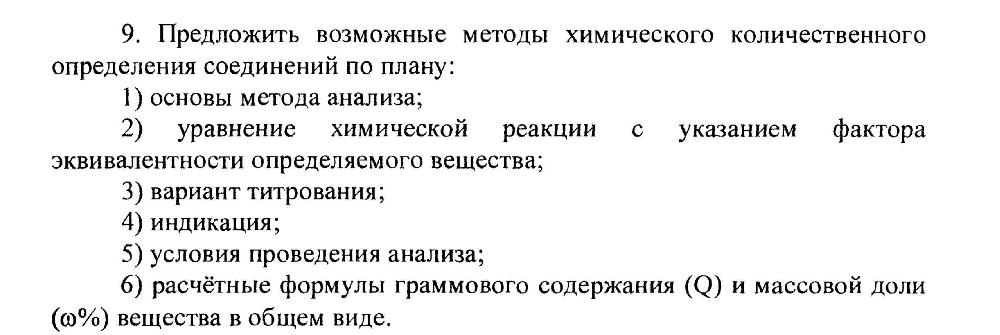 9. Предложить возможные методы химического количественного
определения соединений по плану:
1) основы метода анализа;
2) уравнение химической реакции с указанием фактора
эквивалентности определяемого вещества;
3) вариант титрования;
4) индикация;
5) условия проведения анализа;
6) расчётные формулы граммового содержания (Q) и массовой доли
(ω%) вещества в общем виде.